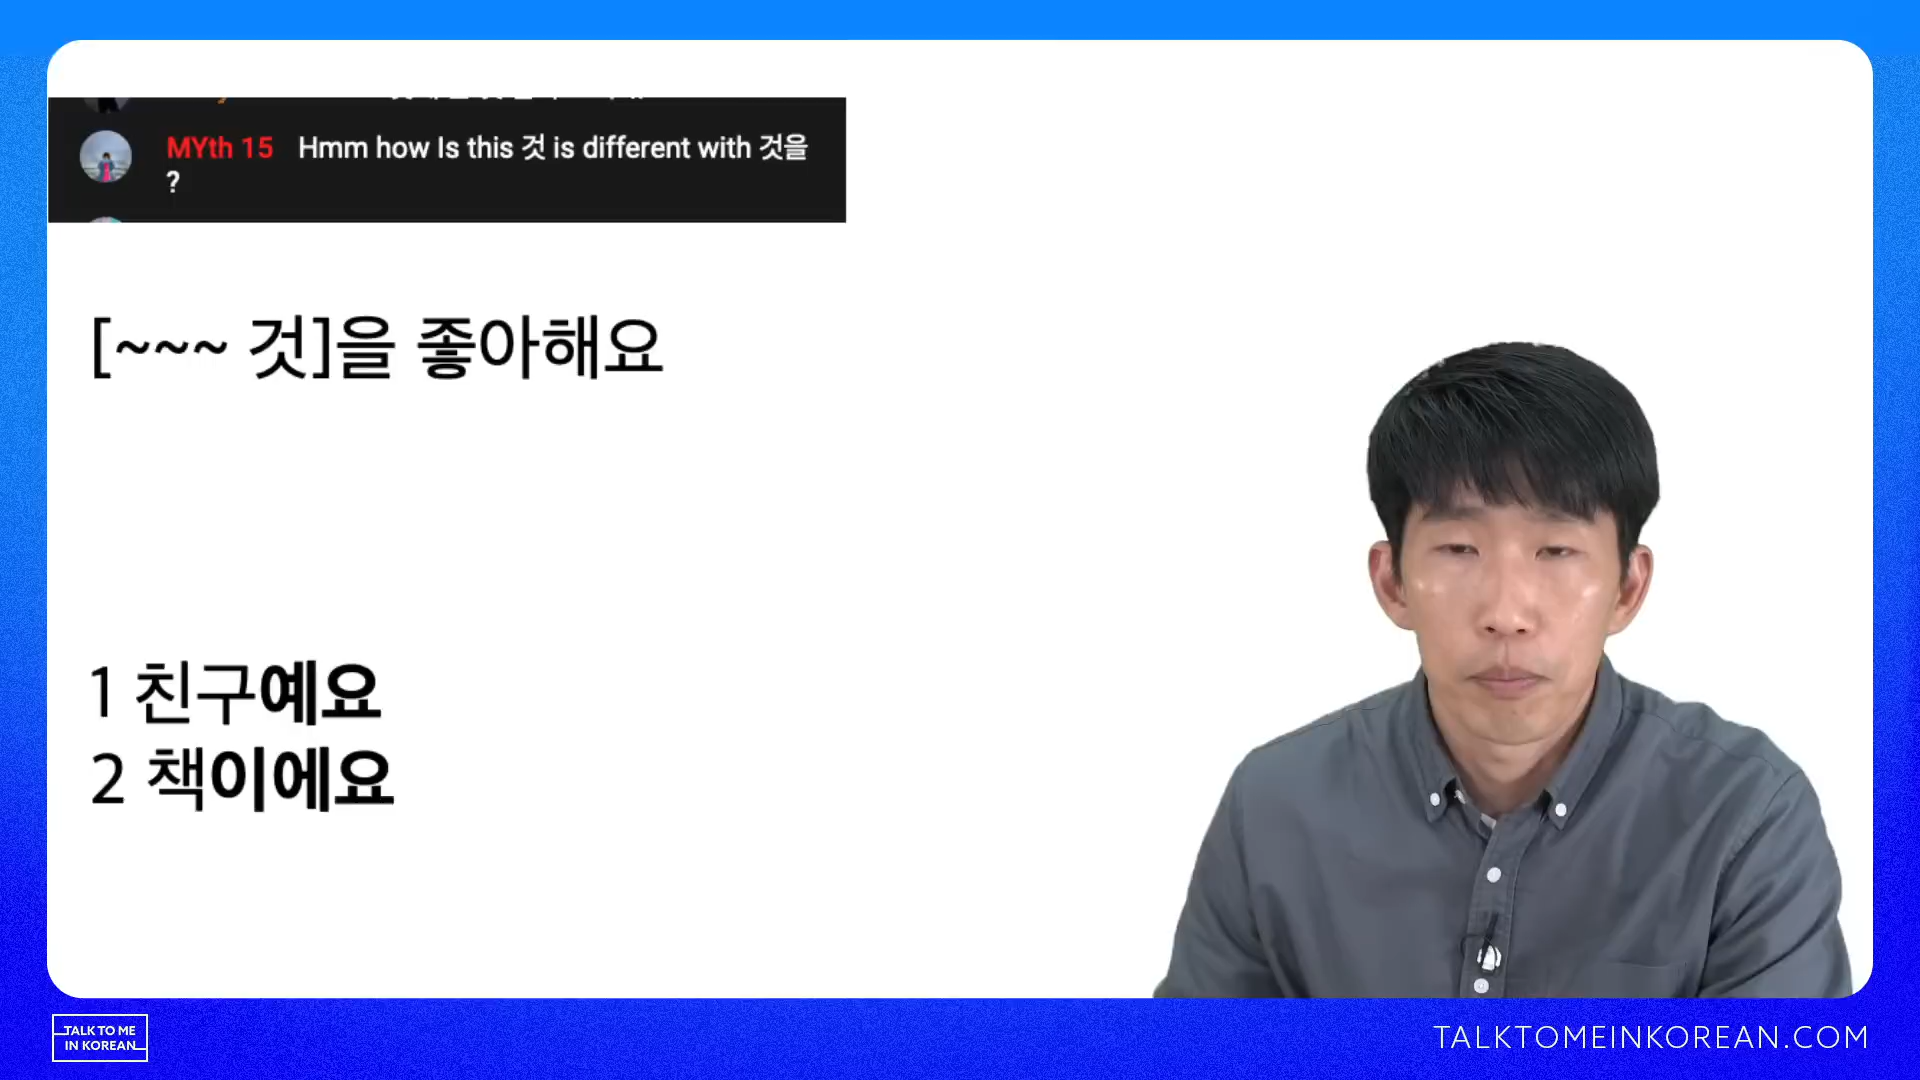 MYth 15 Hmm how Is this 것 is different with 것을
?
[~~~ 것]을 좋아해요
1 친구예요
2 책이에요
TALK TO ME
IN KOREAN
TALKTOMEINKOREAN.COM